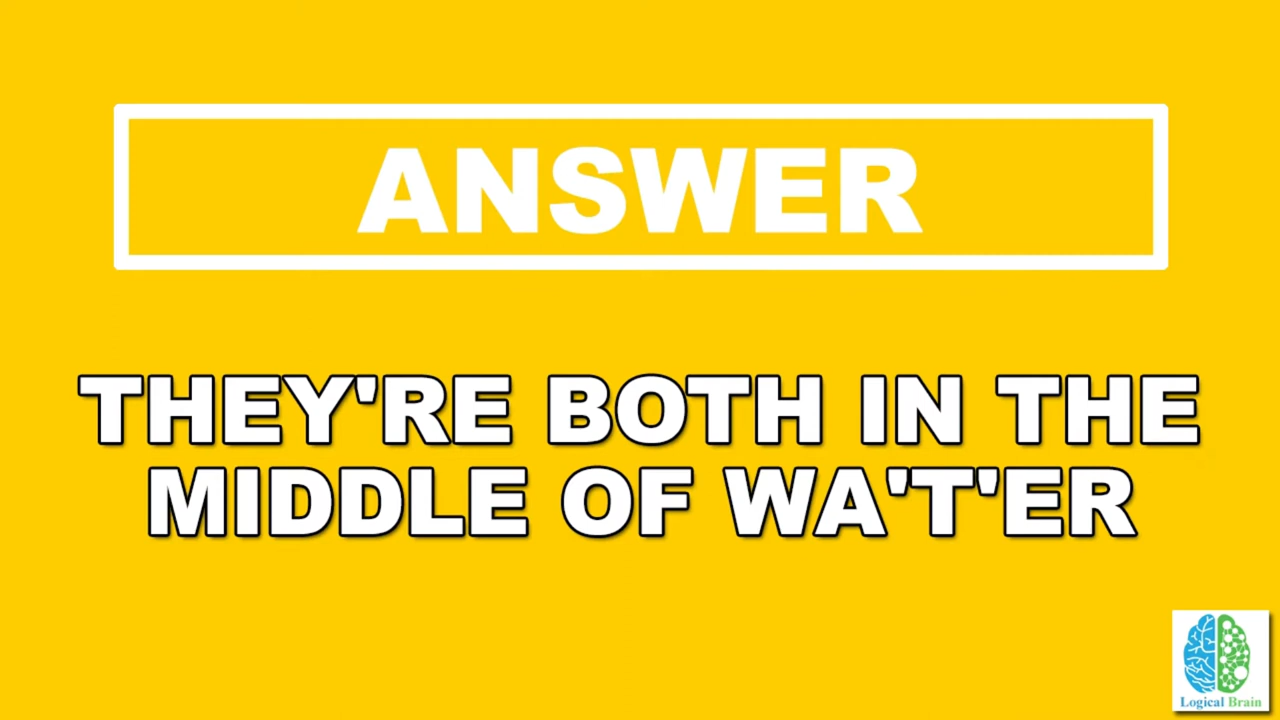 ANSWER
THEY'RE BOTH IN THE
MIDDLE OF WA'T'ER
Logical Brain